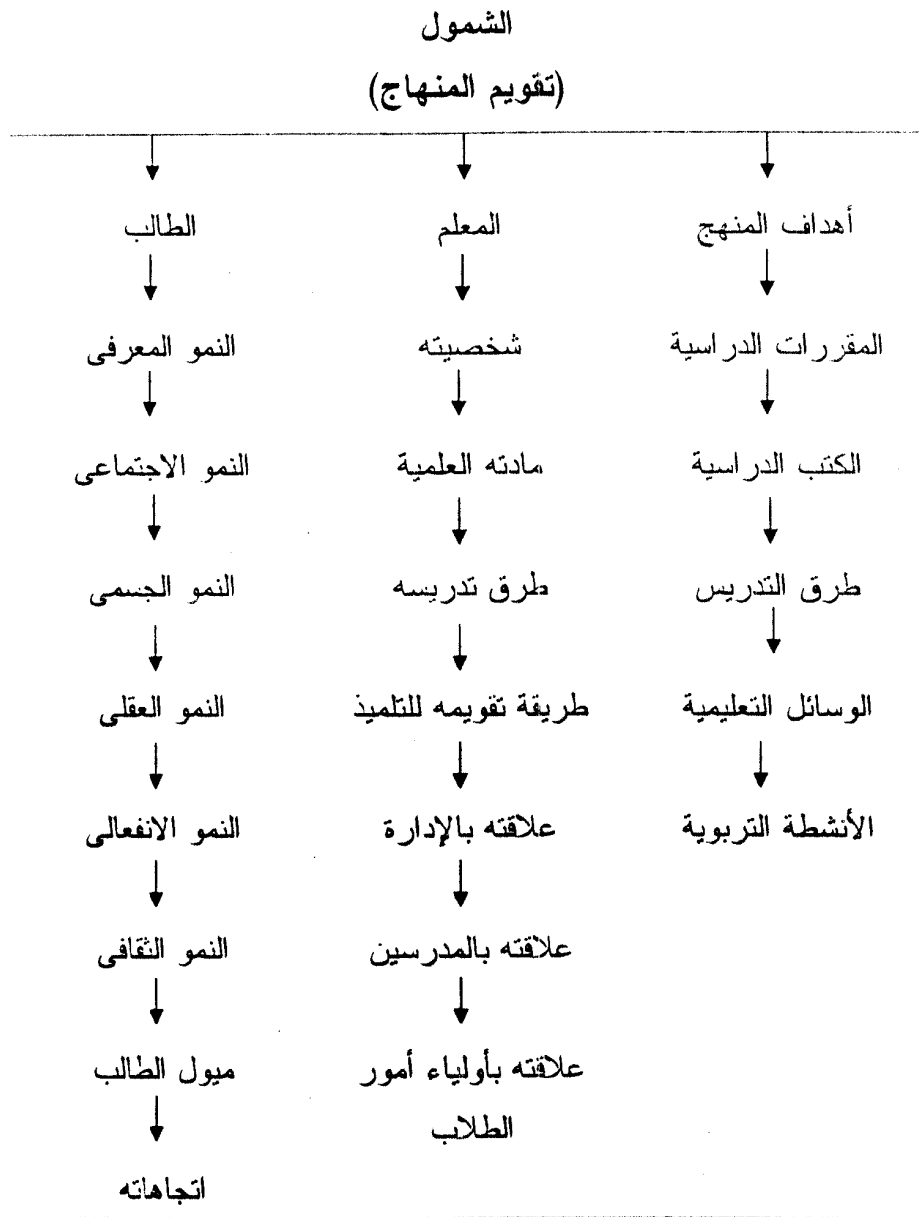 الشمول
(تقويم المنهاج)
أهداف المنهج المعلم الطالب
المقررات الدراسية شخصيته النمو المعرفى
الكتب الدراسية مادته العلمية النمو الاجتماعى
طرق التدريس طرق تدريسه النمو الجسمى
الوسائل التعليمية طريقة تقويمه للتلميذ النمو العقلى
الأنشطة التربوية علاقته بالإدارة النمو الانفعالى
علاقته بالمدرسين النمو الثقافى
علاقته بأولياء أمور ميول الطالب
الطلاب
اتجاهاته